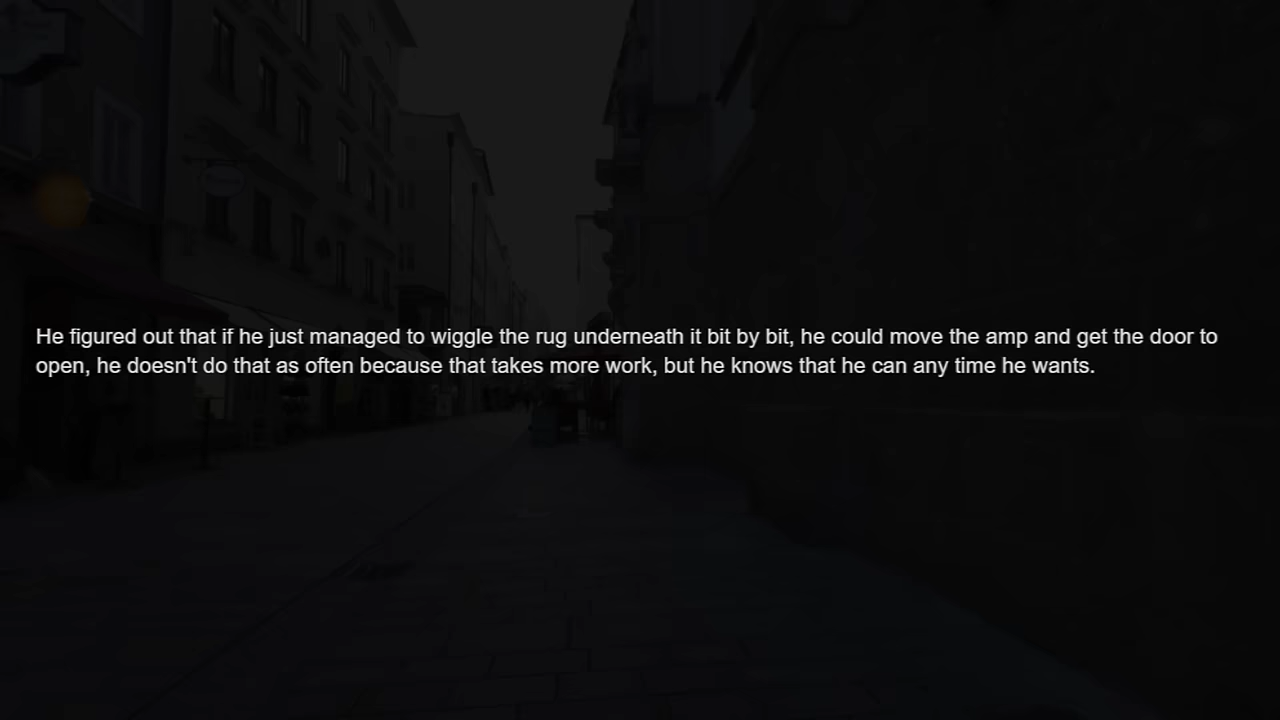 He figured out that if he just managed to wiggle the rug underneath it bit by bit, he could move the amp and get the door to
open, he doesn't do that as often because that takes more work, but he knows that he can any time he wants.